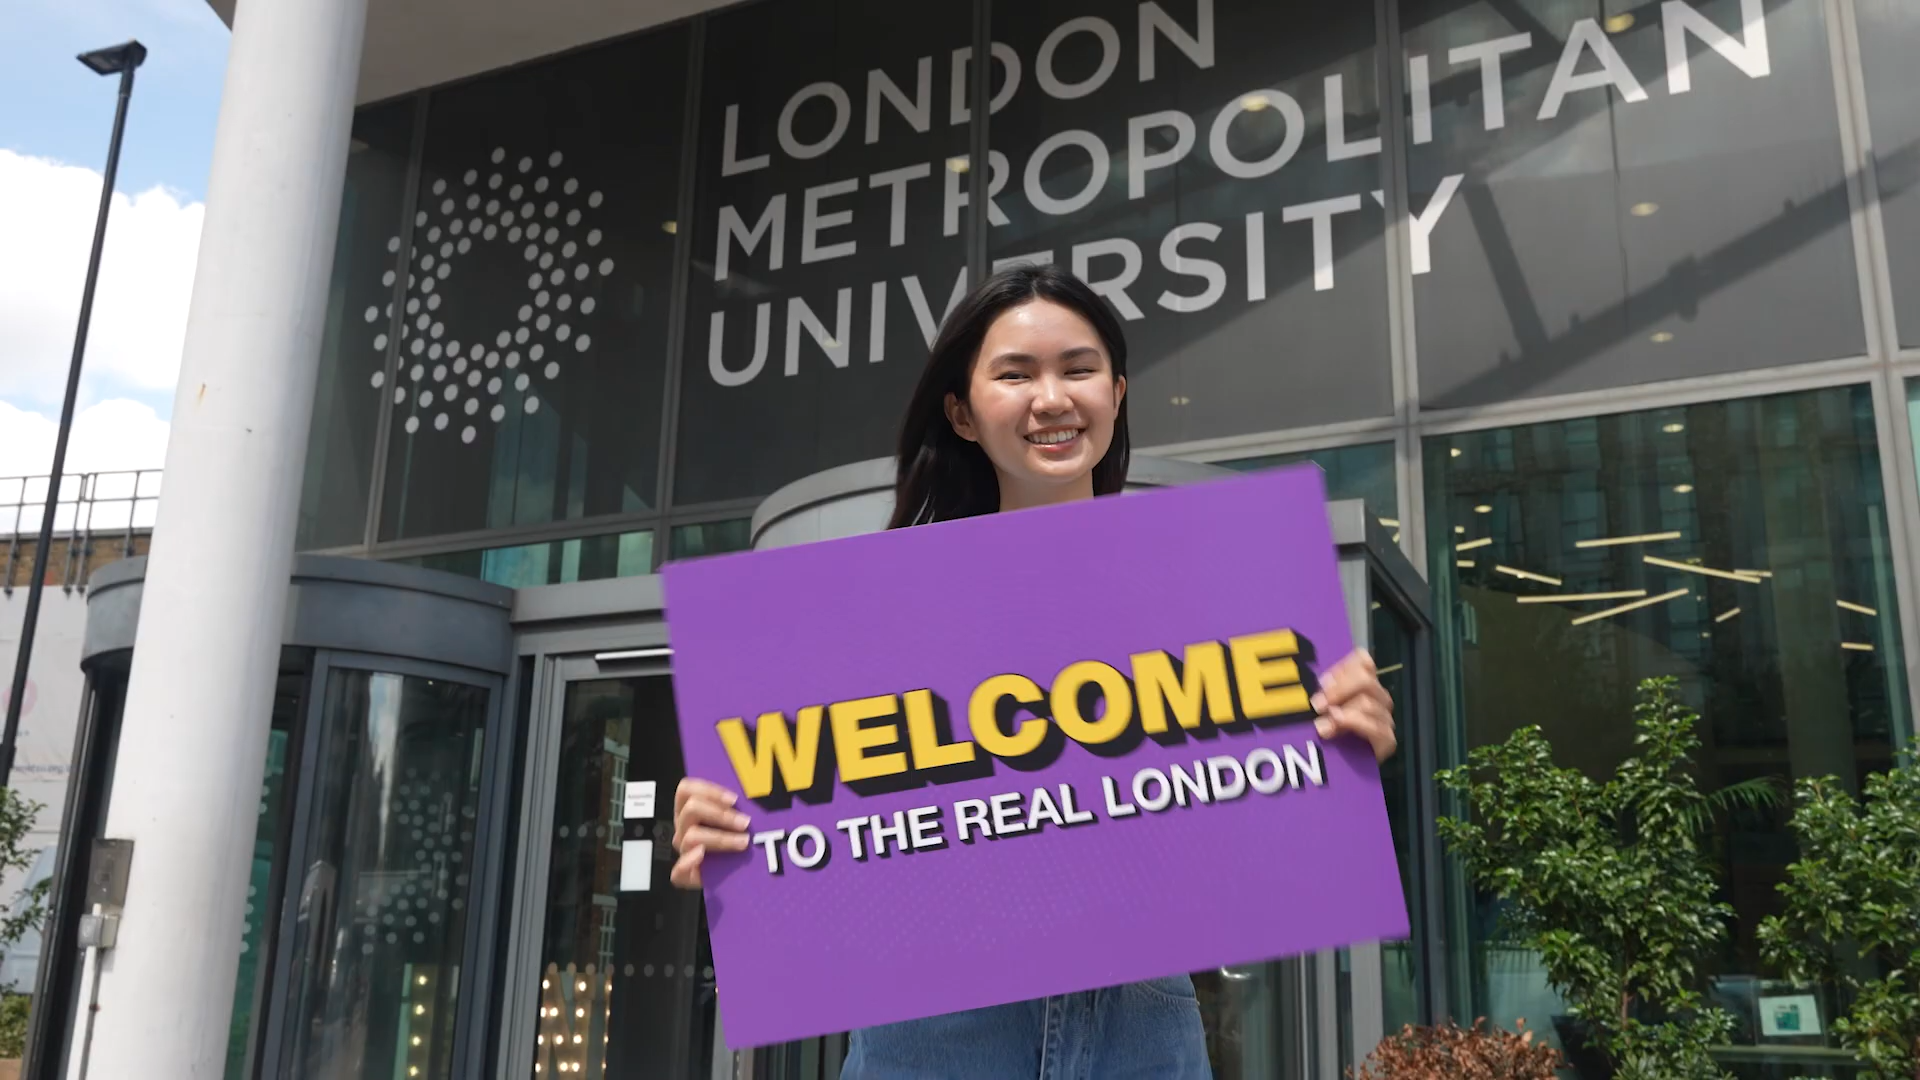 LONDON
METROPOLITAN
UNIVERSITY
WELCOME
TO THE REAL LONDON